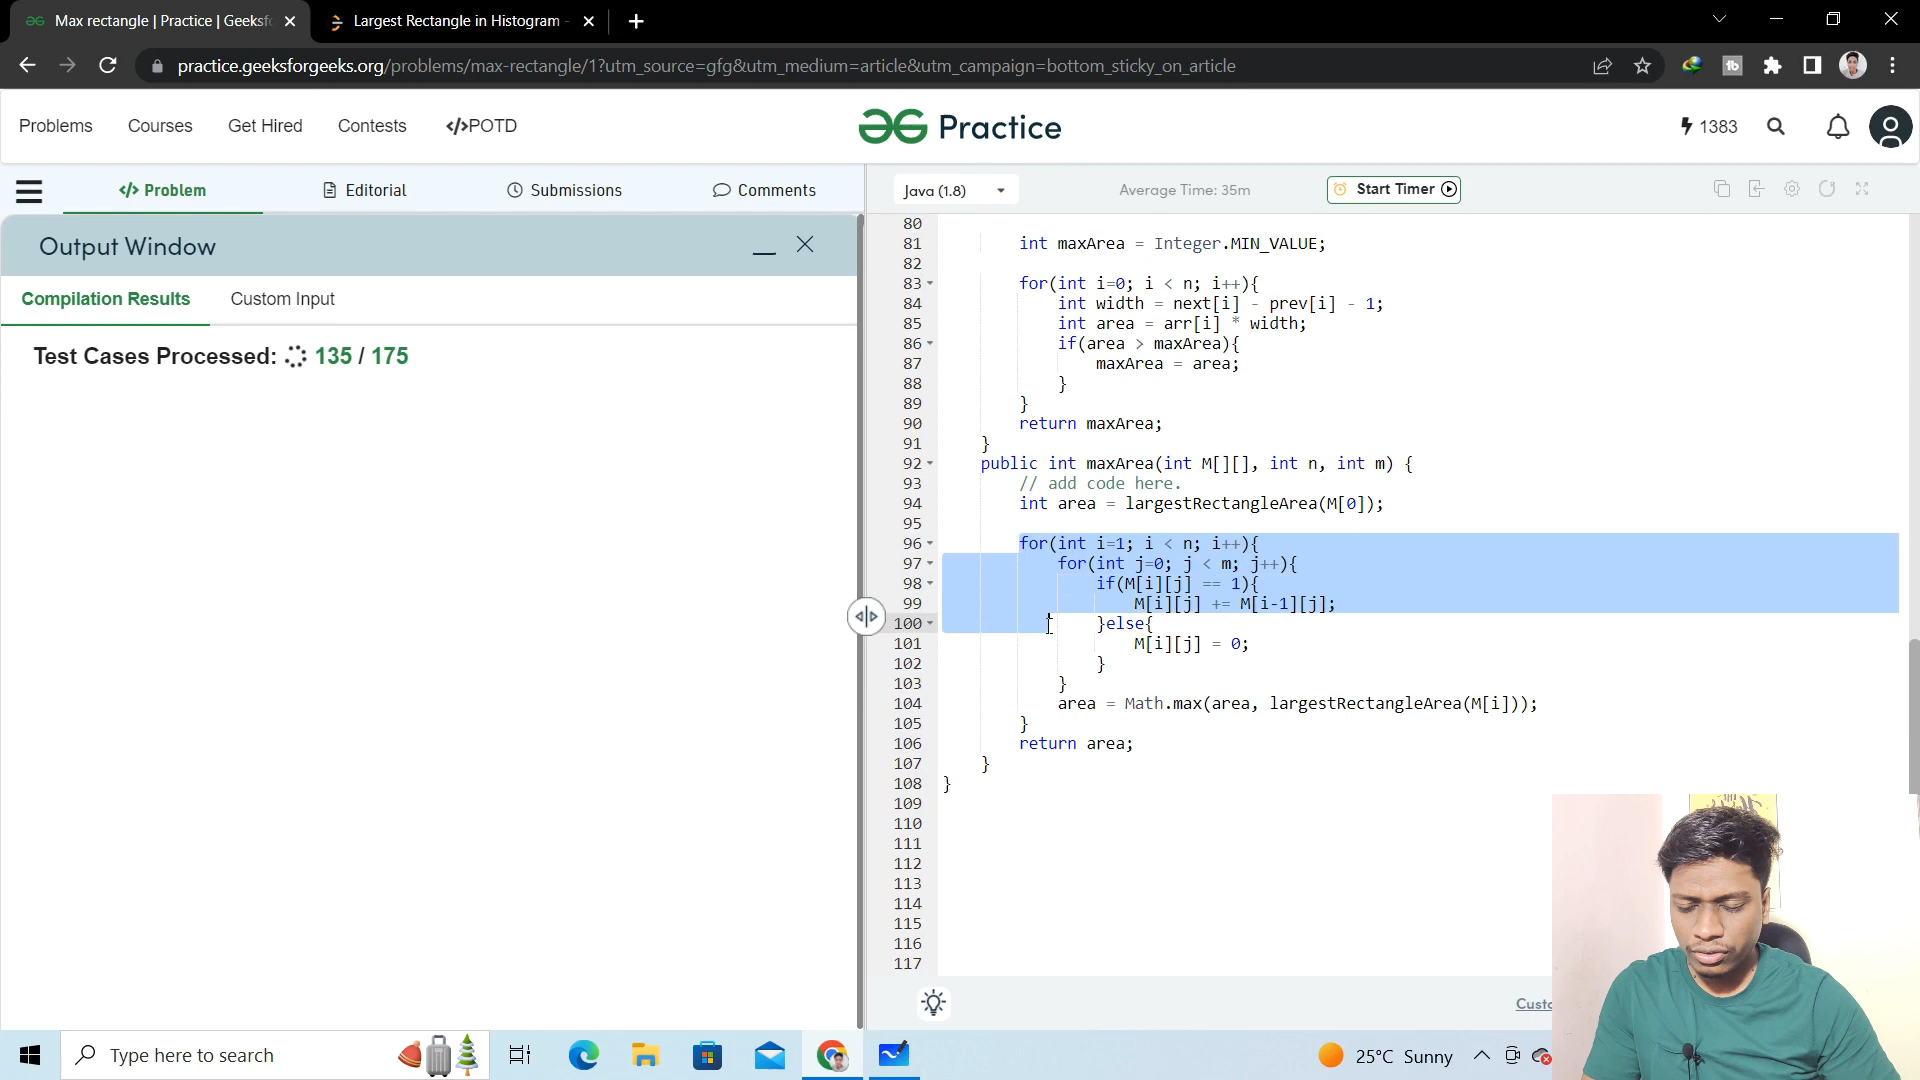 Max rectangle | Practice | Geeksf
Largest Rectangle in Histogram -
practice.geeksforgeeks.org/problems/max-rectangle/1?utm_source=gfg&utm_medium=article&utm_campaign=bottom_sticky_on_article
Problems
Courses
Get Hired
Contests
</>POTD
Practice
1383
</> Problem
Editorial
Submissions
Comments
Java (1.8)
Average Time: 35m
Start Timer
Output Window
Compilation Results
Custom Input
Test Cases Processed: 135 / 175
80
81 int maxArea = Integer.MIN_VALUE;
82
83 for(int i=0; i < n; i++){
84 int width = next[i] - prev[i] - 1;
85 int area = arr[i] * width;
86 if(area > maxArea){
87 maxArea = area;
88 }
89 }
90 return maxArea;
91 }
92 public int maxArea(int M[][], int n, int m) {
93 // add code here.
94 int area = largestRectangleArea(M[0]);
95
96 for(int i=1; i < n; i++){
97 for(int j=0; j < m; j++){
98 if(M[i][j] == 1){
99 M[i][j] += M[i-1][j];
100 }else{
101 M[i][j] = 0;
102 }
103 }
104 area = Math.max(area, largestRectangleArea(M[i]));
105 }
106 return area;
107 }
108 }
109
110
111
112
113
114
115
116
117
Custo
Type here to search
25°C Sunny